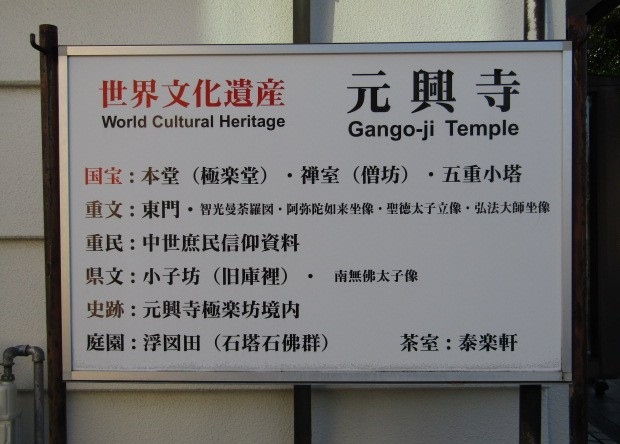 世界文化遺産 元興寺
World Cultural Heritage Gango-ji Temple
国宝：本堂（極楽堂）・禅室（僧坊）・五重小塔
重文：東門・智光曼荼羅図・阿弥陀如来坐像・聖徳太子立像・弘法大師坐像
重民：中世庶民信仰資料
県文：小子坊（旧庫裡）・ 南無佛太子像
史跡：元興寺極楽坊境内
庭園：浮図田（石塔石佛群） 茶室：泰楽軒